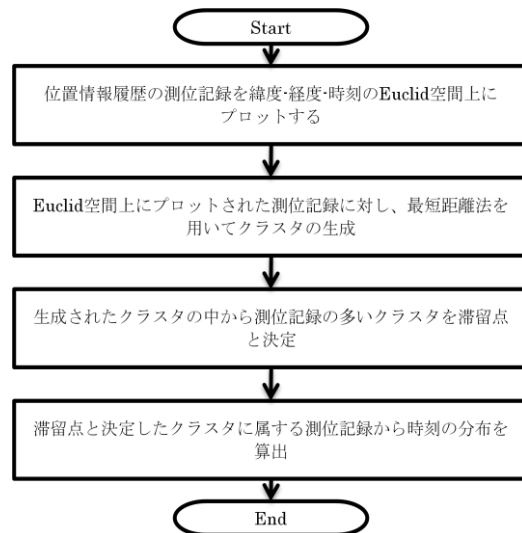 Start
位置情報履歴の測位記録を緯度‐経度‐時刻のEuclid空間上に
プロットする
Euclid空間上にプロットされた測位記録に対し、最短距離法を
用いてクラスタの生成
生成されたクラスタの中から測位記録の多いクラスタを滞留点
と決定
滞留点と決定したクラスタに属する測位記録から時刻の分布を
算出
End